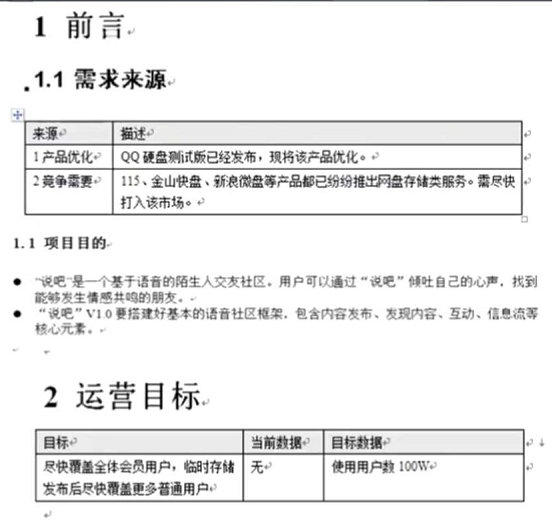 1 前言
1.1 需求来源
来源 描述
1 产品优化 QQ 硬盘测试版已经发布，现将该产品优化。
2 竞争需要 115、金山快盘、新浪微盘等产品都已纷纷推出网盘存储类服务。需尽快
打入该市场。
1.1 项目目的
● “说吧”是一个基于语音的陌生人交友社区。用户可以通过“说吧”倾吐自己的心声，找到
能够发生情感共鸣的朋友。
● “说吧”V1.0 要搭建好基本的语音社区框架，包含内容发布、发现内容、互动、信息流等
核心元素。
2 运营目标
目标 当前数据 目标数据
尽快覆盖全体会员用户，临时存储 无 使用用户数 100W
发布后尽快覆盖更多普通用户